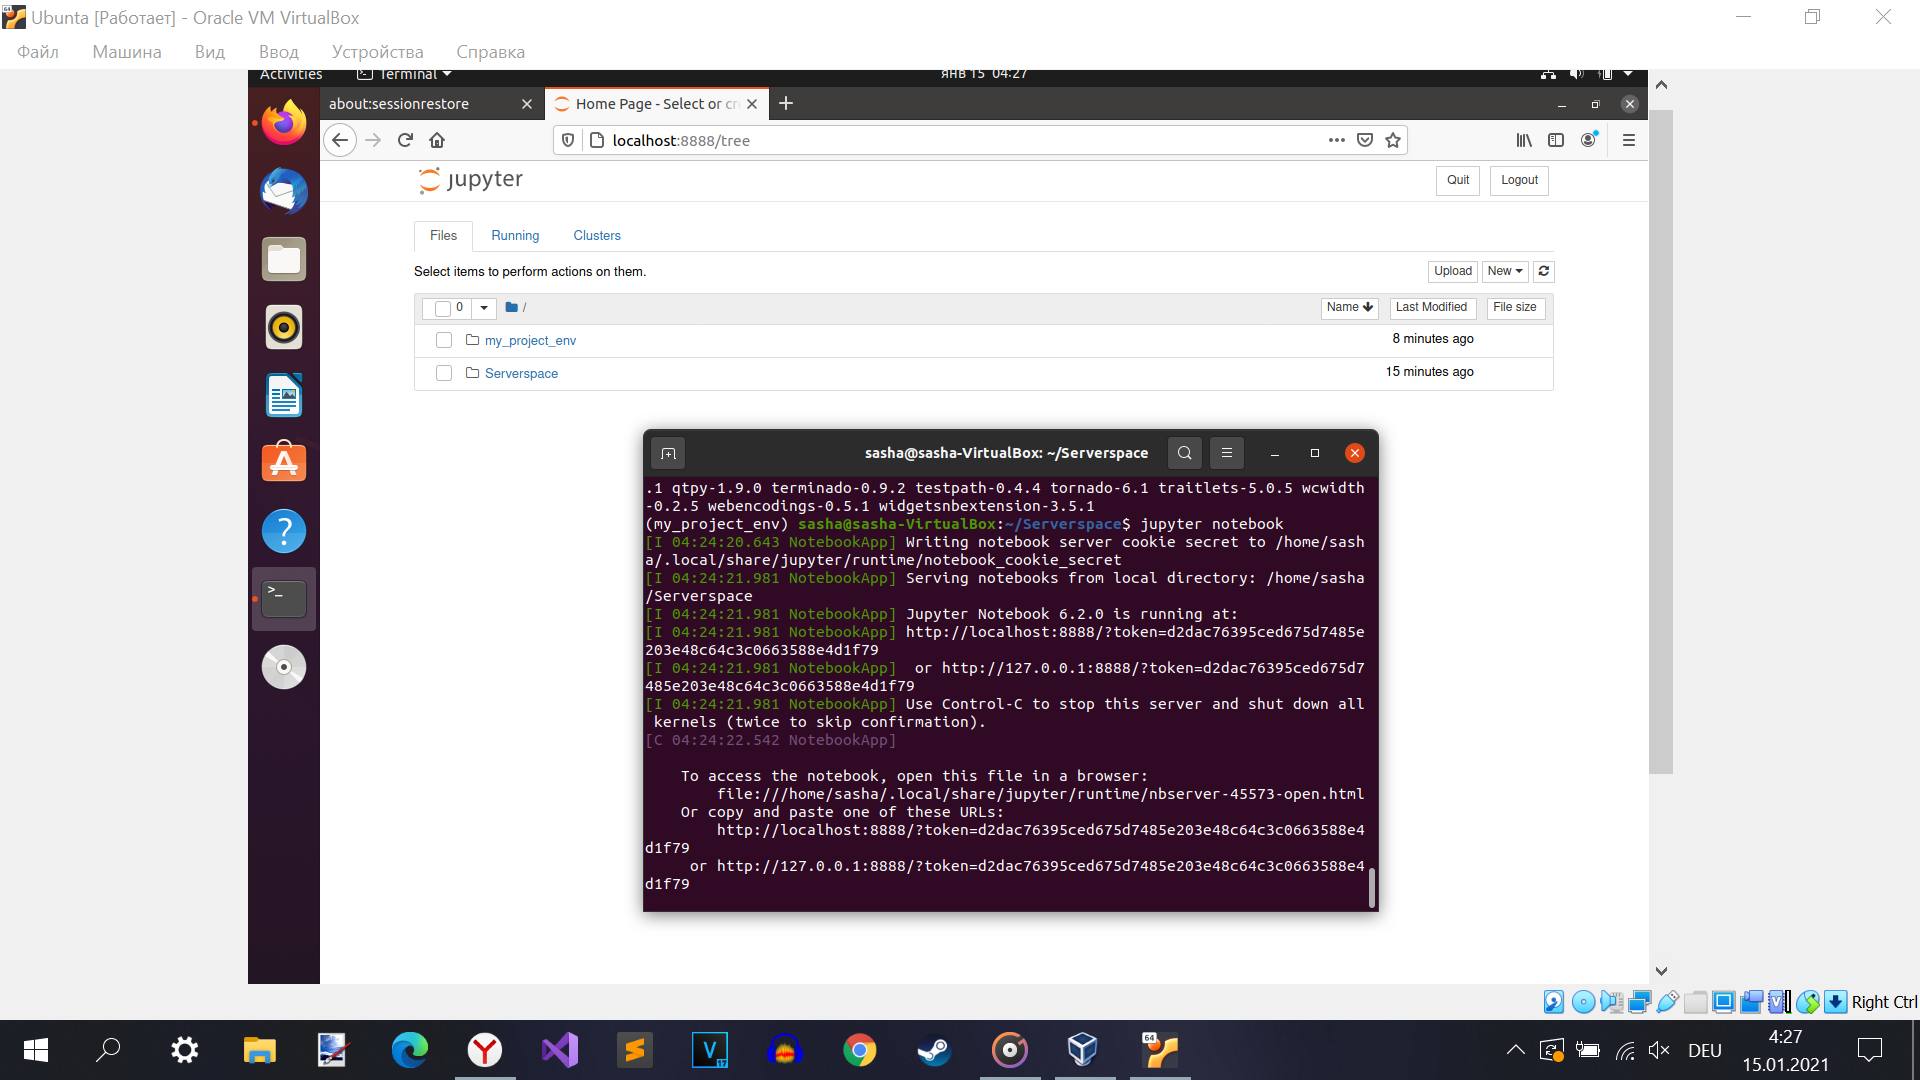 Ubunta [Работает] - Oracle VM VirtualBox
Файл Машина Вид Ввод Устройства Справка
Activities Terminal янв 15 04:27
about:sessionrestore Home Page - Select or cr
localhost:8888/tree
jupyter Quit Logout
Files Running Clusters
Select items to perform actions on them. Upload New
0 / Name Last Modified File size
my_project_env 8 minutes ago
Serverspace 15 minutes ago
sasha@sasha-VirtualBox: ~/Serverspace
.1 qtpy-1.9.0 terminado-0.9.2 testpath-0.4.4 tornado-6.1 traitlets-5.0.5 wcwidth
-0.2.5 webencodings-0.5.1 widgetsnbextension-3.5.1
(my_project_env) sasha@sasha-VirtualBox:~/Serverspace$ jupyter notebook
[I 04:24:20.643 NotebookApp] Writing notebook server cookie secret to /home/sash
a/.local/share/jupyter/runtime/notebook_cookie_secret
[I 04:24:21.981 NotebookApp] Serving notebooks from local directory: /home/sasha
/Serverspace
[I 04:24:21.981 NotebookApp] Jupyter Notebook 6.2.0 is running at:
[I 04:24:21.981 NotebookApp] http://localhost:8888/?token=d2dac76395ced675d7485e
203e48c64c3c0663588e4d1f79
[I 04:24:21.981 NotebookApp]  or http://127.0.0.1:8888/?token=d2dac76395ced675d7
485e203e48c64c3c0663588e4d1f79
[I 04:24:21.981 NotebookApp] Use Control-C to stop this server and shut down all
 kernels (twice to skip confirmation).
[C 04:24:22.542 NotebookApp]
To access the notebook, open this file in a browser:
file:///home/sasha/.local/share/jupyter/runtime/nbserver-45573-open.html
Or copy and paste one of these URLs:
http://localhost:8888/?token=d2dac76395ced675d7485e203e48c64c3c0663588e4
d1f79
or http://127.0.0.1:8888/?token=d2dac76395ced675d7485e203e48c64c3c0663588e4
d1f79
Right Ctrl
DEU 4:27
15.01.2021